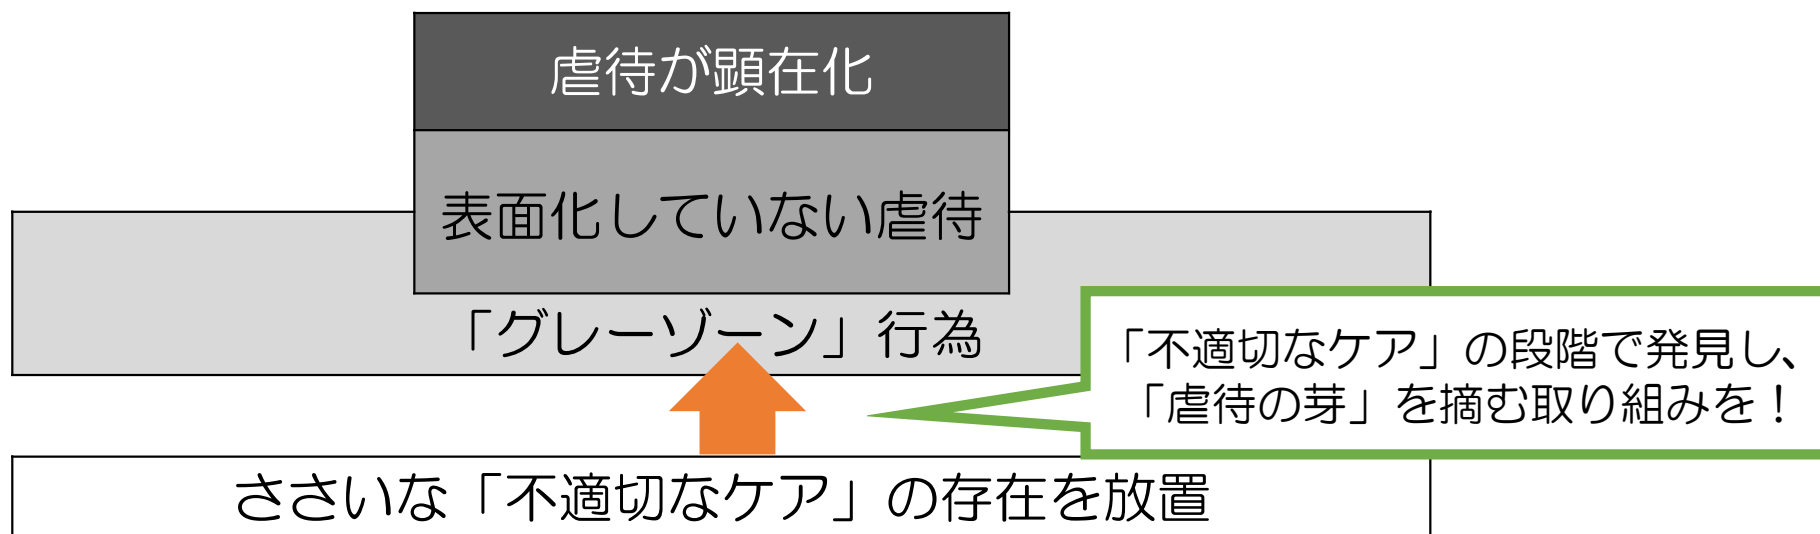 虐待が顕在化
表面化していない虐待
「グレーゾーン」行為
「不適切なケア」の段階で発見し、
「虐待の芽」を摘む取り組みを！
ささいな「不適切なケア」の存在を放置